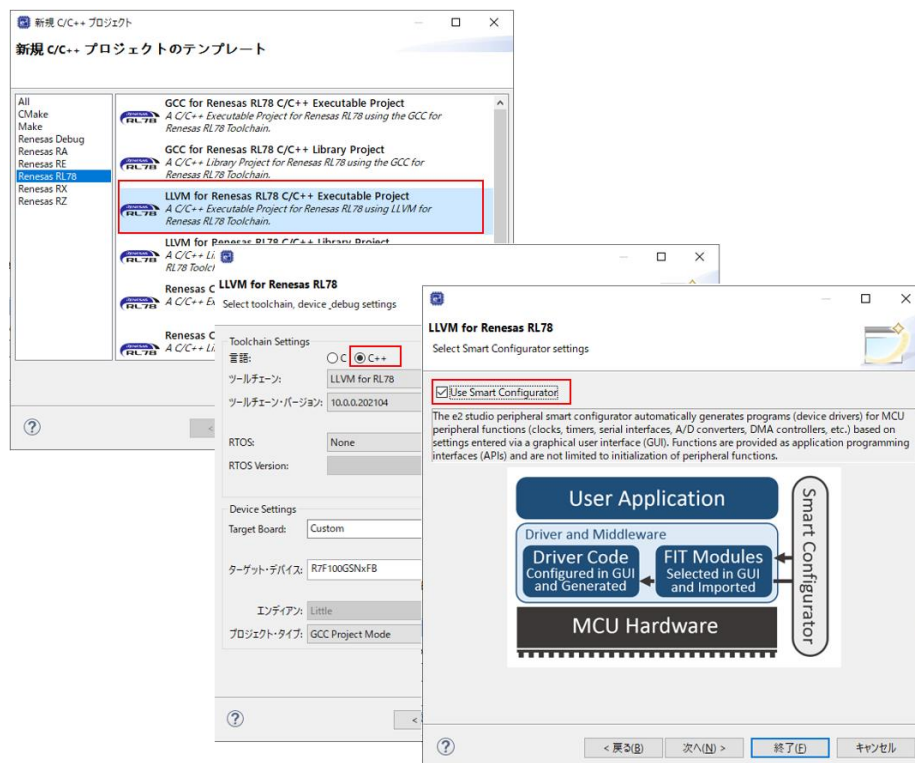 新規 C/C++ プロジェクト
新規 C/C++ プロジェクトのテンプレート
All
CMake
Make
Renesas Debug
Renesas RA
Renesas RE
Renesas RL78
Renesas RX
Renesas RZ
GCC for Renesas RL78 C/C++ Executable Project
A C/C++ Executable Project for Renesas RL78 using the GCC for
Renesas RL78 Toolchain.
GCC for Renesas RL78 C/C++ Library Project
A C/C++ Library Project for Renesas RL78 using the GCC for
Renesas RL78 Toolchain.
LLVM for Renesas RL78 C/C++ Executable Project
A C/C++ Executable Project for Renesas RL78 using LLVM for
Renesas RL78 Toolchain.
LLVM for Renesas RL78 C/C++ Library Project
A C/C++ Li
RL78 Toolch
Renesas C
A C/C++ Ex
Renesas C
A C/C++ Li
LLVM for Renesas RL78
Select toolchain, device _debug settings
Toolchain Settings
言語: C C++
ツールチェーン: LLVM for RL78
ツールチェーン・バージョン: 10.0.0.202104
RTOS: None
RTOS Version:
Device Settings
Target Board: Custom
ターゲット・デバイス: R7F100GSNxFB
エンディアン: Little
プロジェクト・タイプ: GCC Project Mode
LLVM for Renesas RL78
Select Smart Configurator settings
Use Smart Configurator
The e2 studio peripheral smart configurator automatically generates programs (device drivers) for MCU
peripheral functions (clocks, timers, serial interfaces, A/D converters, DMA controllers, etc.) based on
settings entered via a graphical user interface (GUI). Functions are provided as application programming
interfaces (APIs) and are not limited to initialization of peripheral functions.
User Application
Driver and Middleware
Driver Code
Configured in GUI
and Generated
FIT Modules
Selected in GUI
and Imported
MCU Hardware
Smart Configurator
< 戻る(B) 次へ(N) > 終了(F) キャンセル